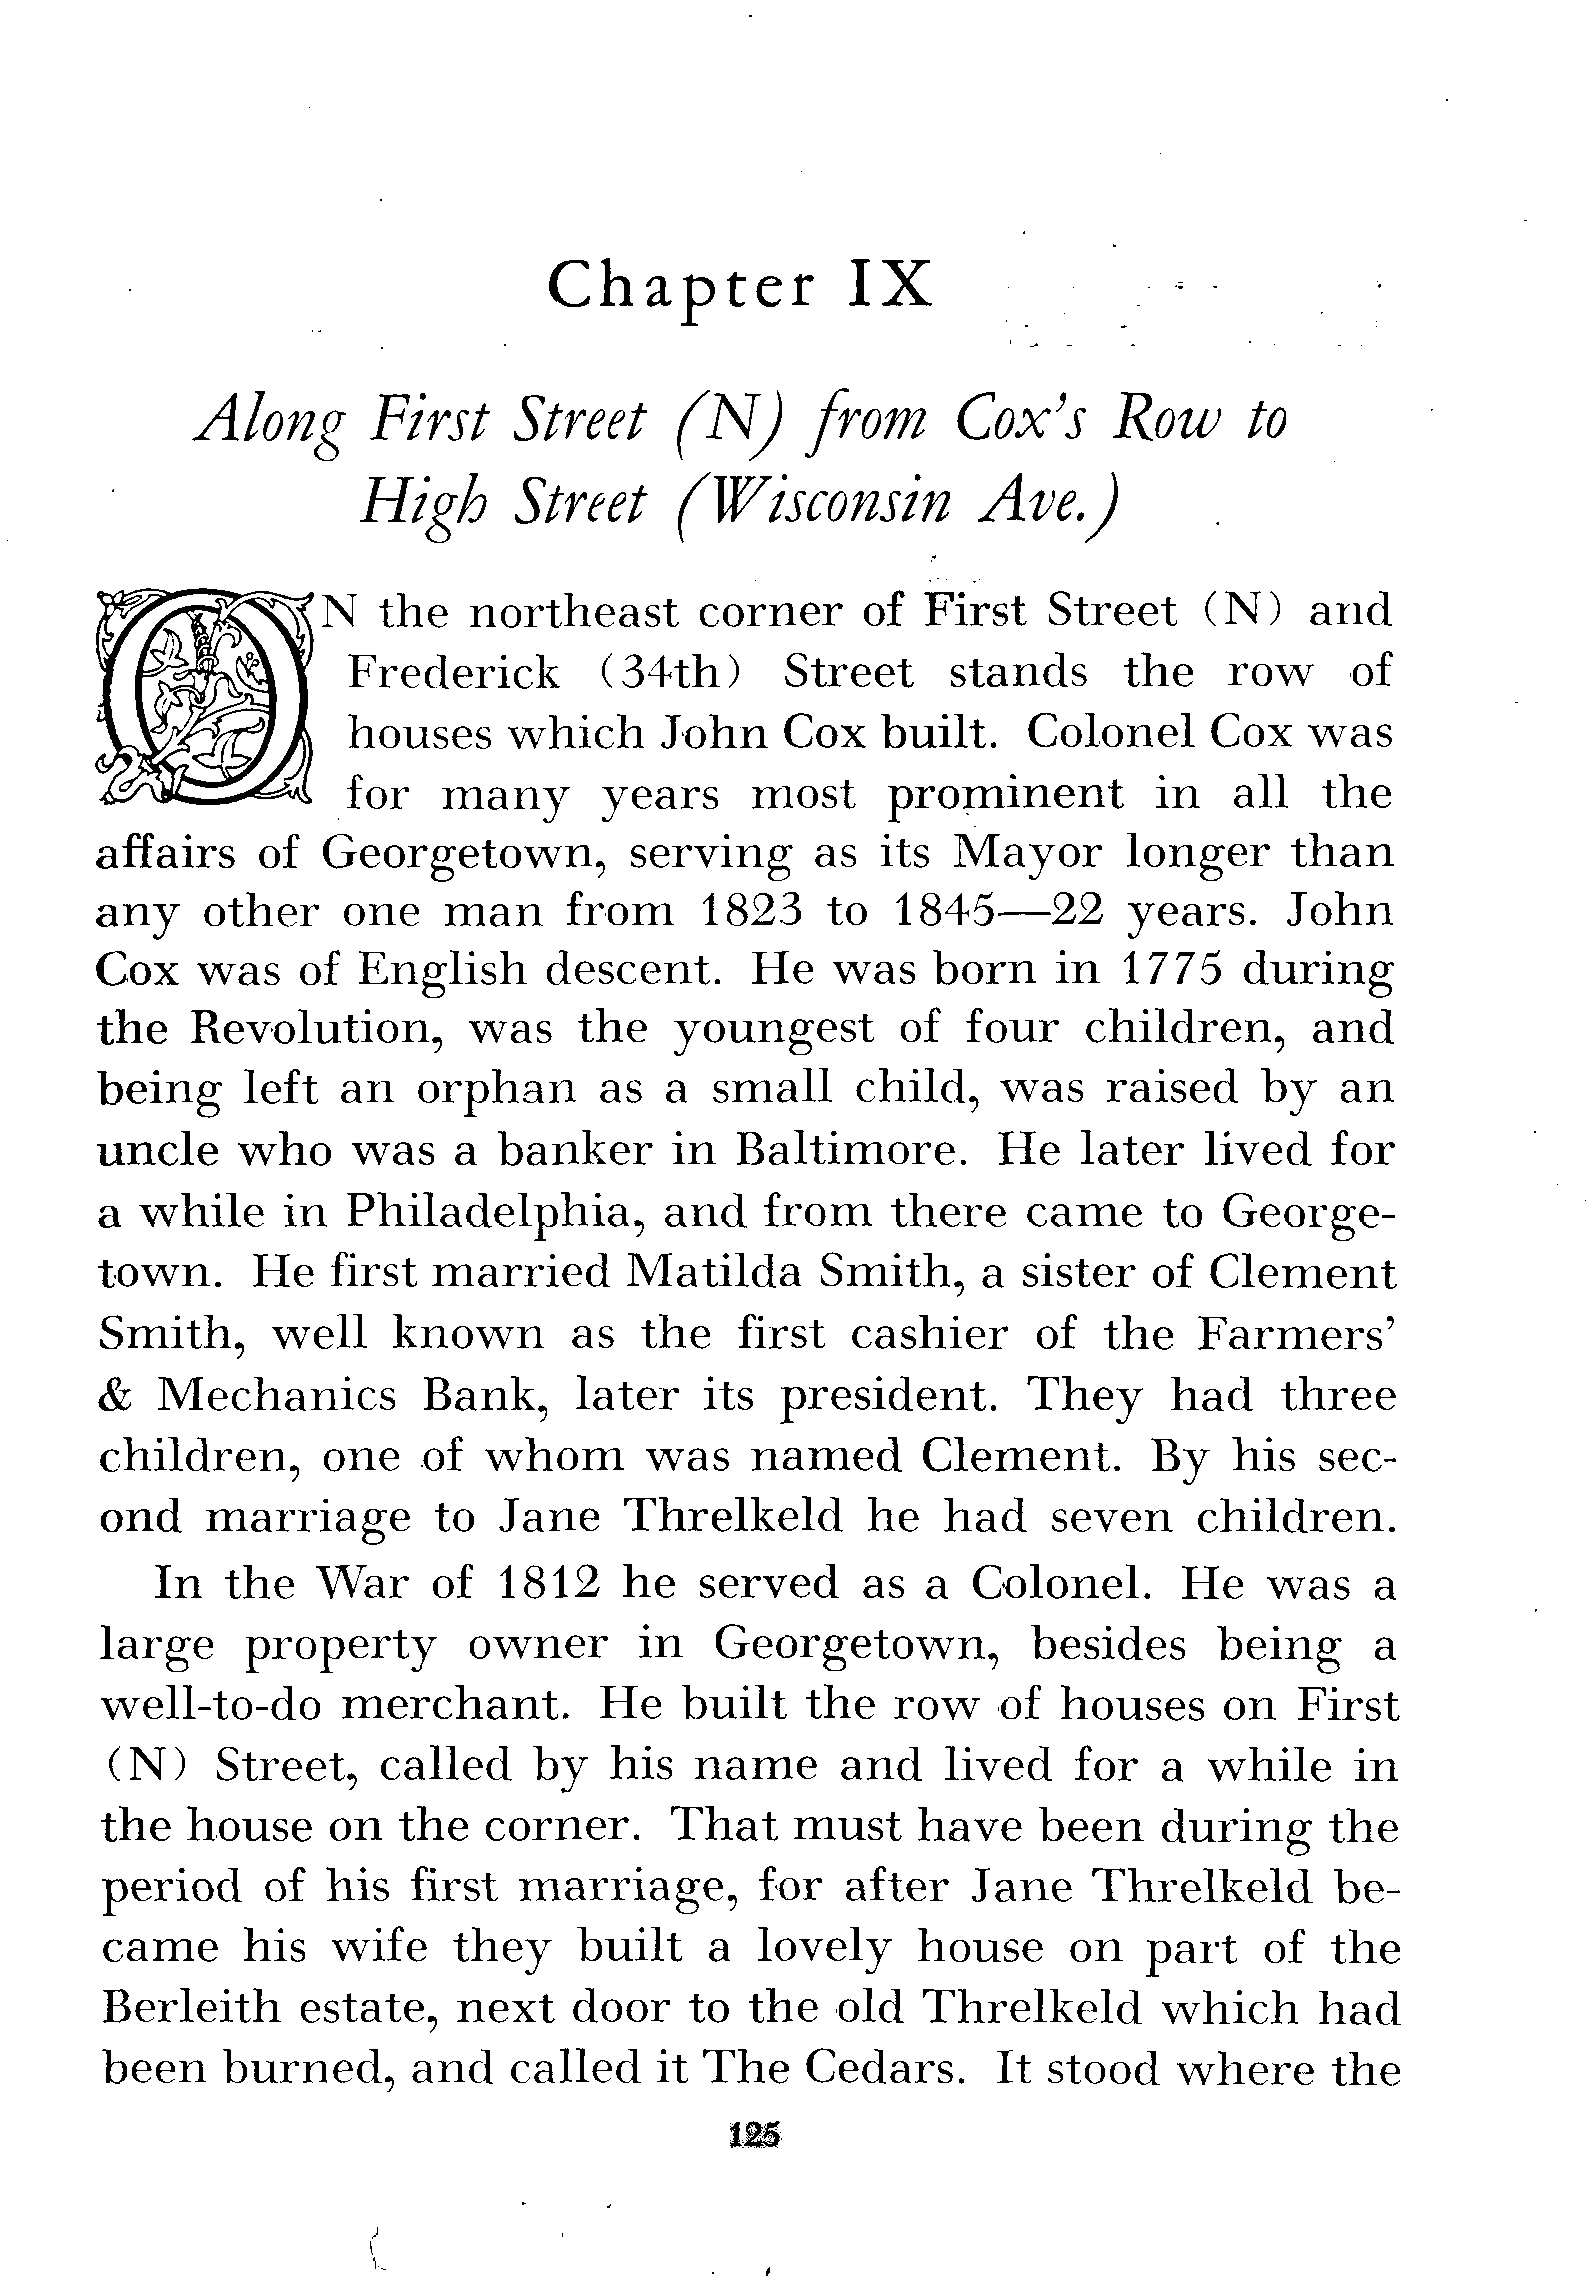 Chapter IX
Along First Street (N) from Cox's Row to
High Street (Wisconsin Ave.)
ON the northeast corner of First Street (N) and
Frederick (34th) Street stands the row of
houses which John Cox built. Colonel Cox was
for many years most prominent in all the
affairs of Georgetown, serving as its Mayor longer than
any other one man from 1823 to 1845—22 years. John
Cox was of English descent. He was born in 1775 during
the Revolution, was the youngest of four children, and
being left an orphan as a small child, was raised by an
uncle who was a banker in Baltimore. He later lived for
a while in Philadelphia, and from there came to George-
town. He first married Matilda Smith, a sister of Clement
Smith, well known as the first cashier of the Farmers'
& Mechanics Bank, later its president. They had three
children, one of whom was named Clement. By his sec-
ond marriage to Jane Threlkeld he had seven children.
In the War of 1812 he served as a Colonel. He was a
large property owner in Georgetown, besides being a
well-to-do merchant. He built the row of houses on First
(N) Street, called by his name and lived for a while in
the house on the corner. That must have been during the
period of his first marriage, for after Jane Threlkeld be-
came his wife they built a lovely house on part of the
Berleith estate, next door to the old Threlkeld which had
been burned, and called it The Cedars. It stood where the
125